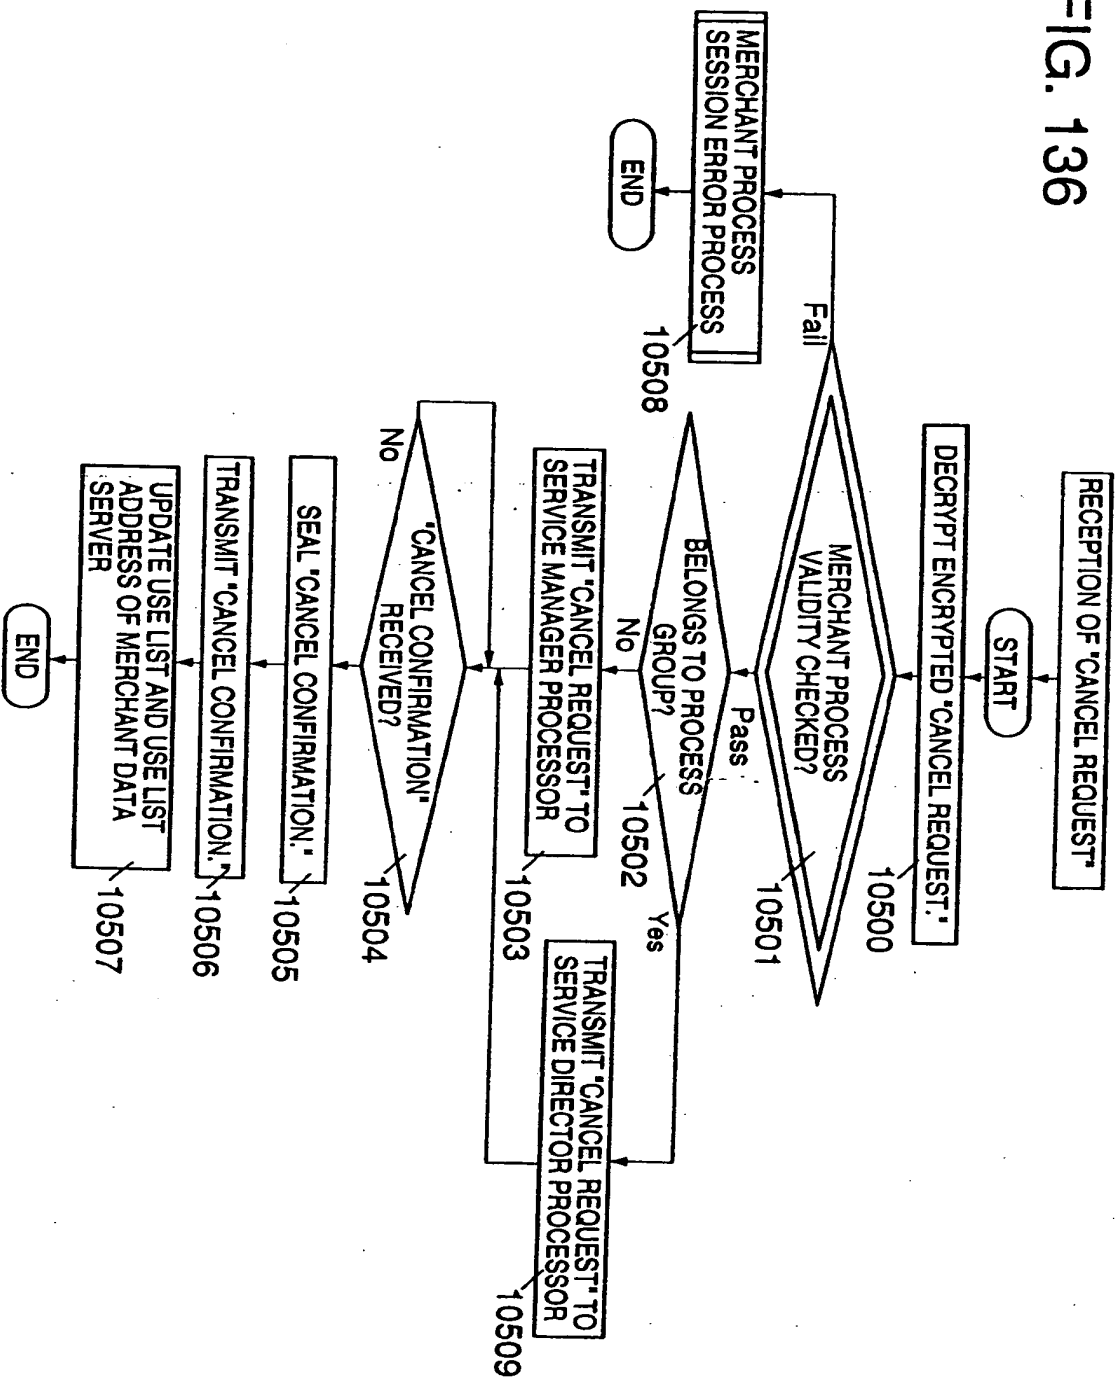 FIG. 136
RECEPTION OF "CANCEL REQUEST"
START
DECRYPT ENCRYPTED "CANCEL REQUEST."
10500
MERCHANT PROCESS
VALIDITY CHECKED?
10501
Fail
Pass
MERCHANT PROCESS
SESSION ERROR PROCESS
10508
END
BELONGS TO PROCESS
GROUP?
10502
No
Yes
TRANSMIT "CANCEL REQUEST" TO
SERVICE MANAGER PROCESSOR
10503
TRANSMIT "CANCEL REQUEST" TO
SERVICE DIRECTOR PROCESSOR
10509
"CANCEL CONFIRMATION"
RECEIVED?
10504
No
SEAL "CANCEL CONFIRMATION."
10505
TRANSMIT "CANCEL CONFIRMATION."
10506
UPDATE USE LIST AND USE LIST
ADDRESS OF MERCHANT DATA
SERVER
10507
END